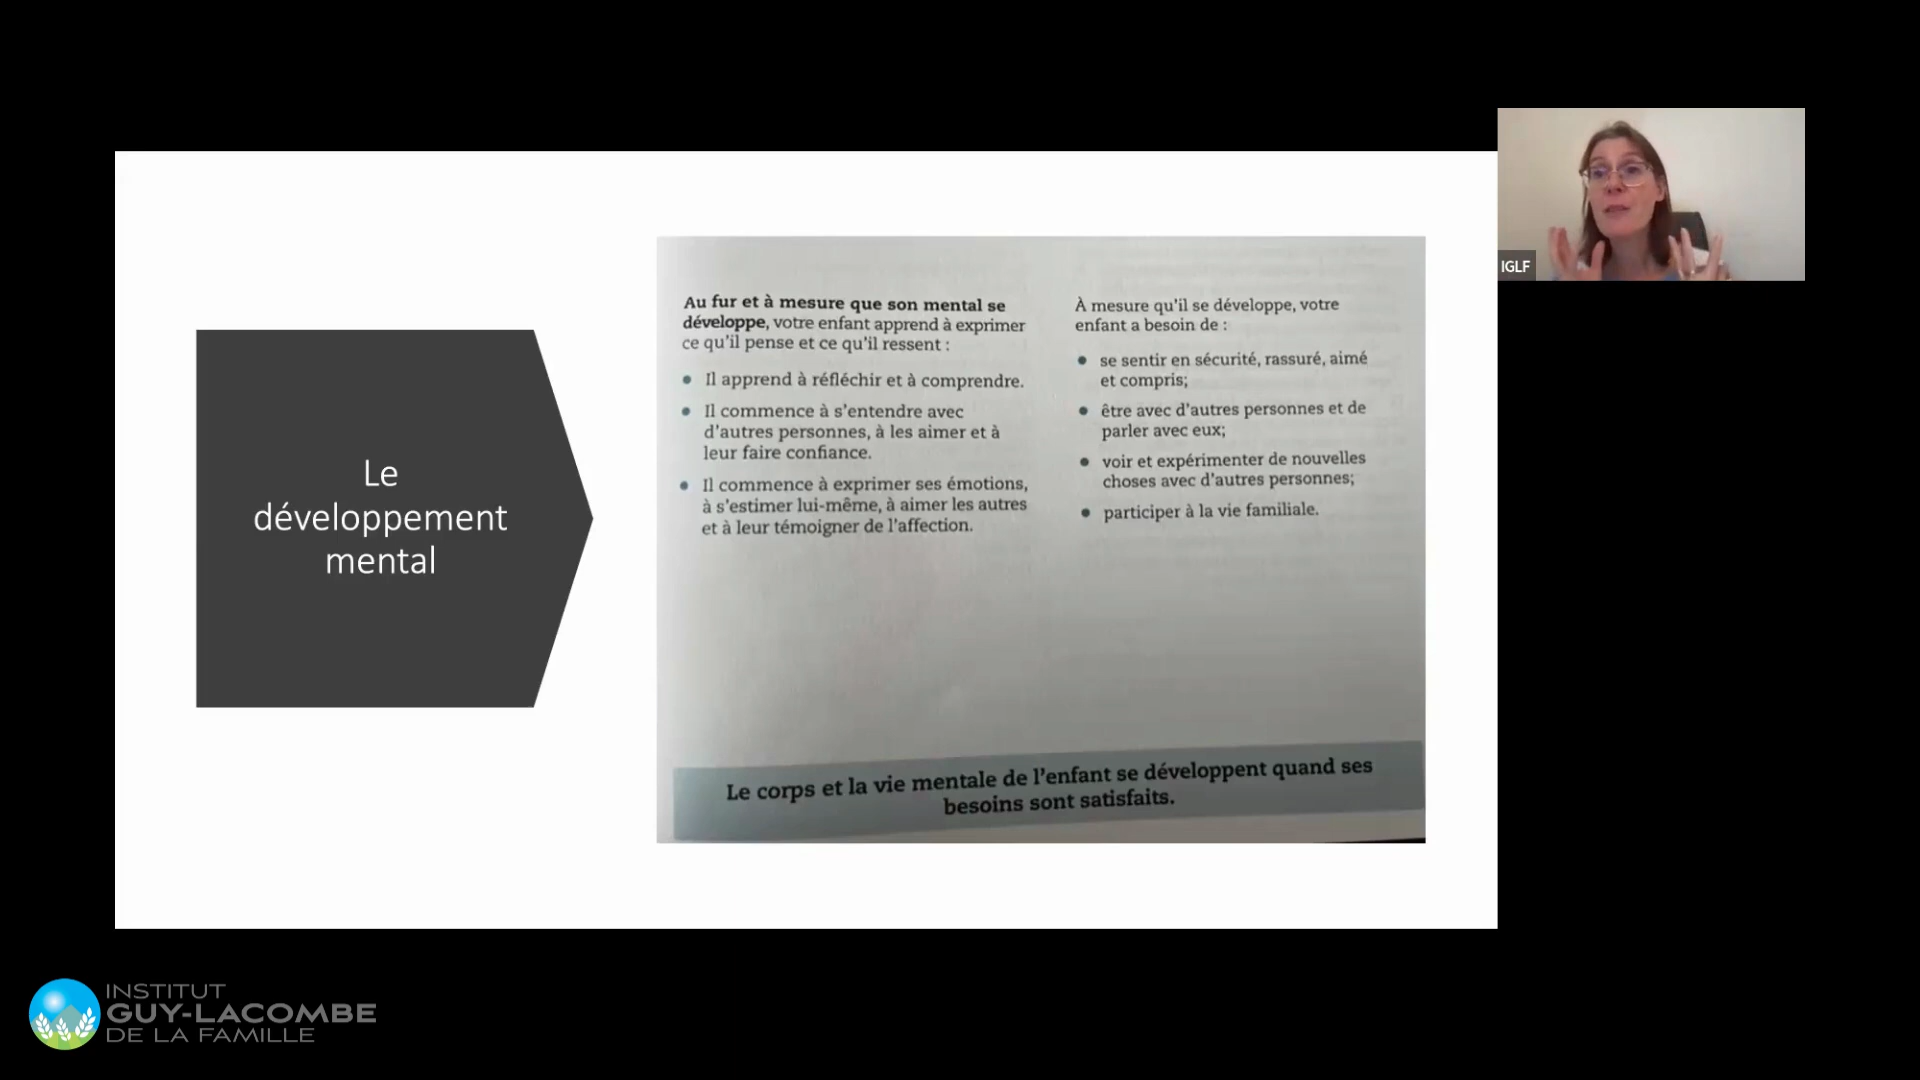 Le
développement
mental
Au fur et à mesure que son mental se
développe, votre enfant apprend à exprimer
ce qu'il pense et ce qu'il ressent :
• Il apprend à réfléchir et à comprendre.
• Il commence à s'entendre avec
d'autres personnes, à les aimer et à
leur faire confiance.
• Il commence à exprimer ses émotions,
à s'estimer lui-même, à aimer les autres
et à leur témoigner de l'affection.
À mesure qu'il se développe, votre
enfant a besoin de :
• se sentir en sécurité, rassuré, aimé
et compris;
• être avec d'autres personnes et de
parler avec eux;
• voir et expérimenter de nouvelles
choses avec d'autres personnes;
• participer à la vie familiale.
Le corps et la vie mentale de l'enfant se développent quand ses
besoins sont satisfaits.
IGLF
INSTITUT
GUY-LACOMBE
DE LA FAMILLE